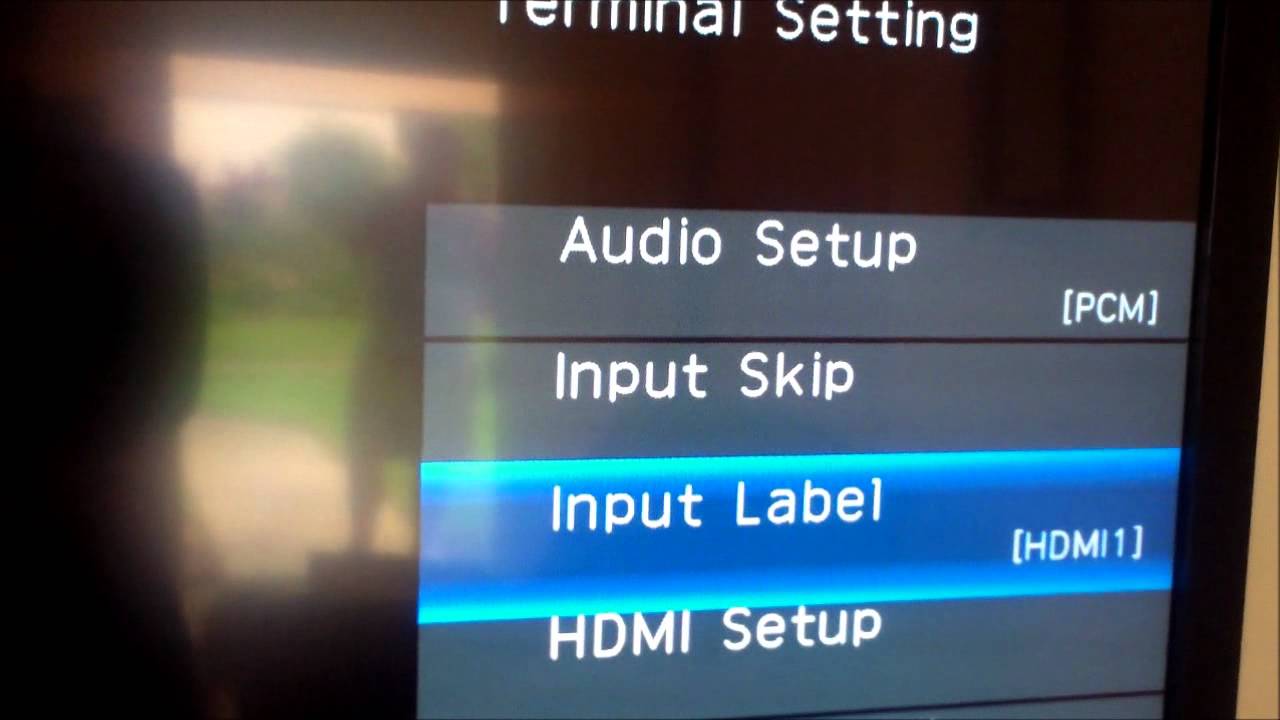 Terminal Setting
Audio Setup
[PCM]
Input Skip
Input Label
[HDMI1]
HDMI Setup